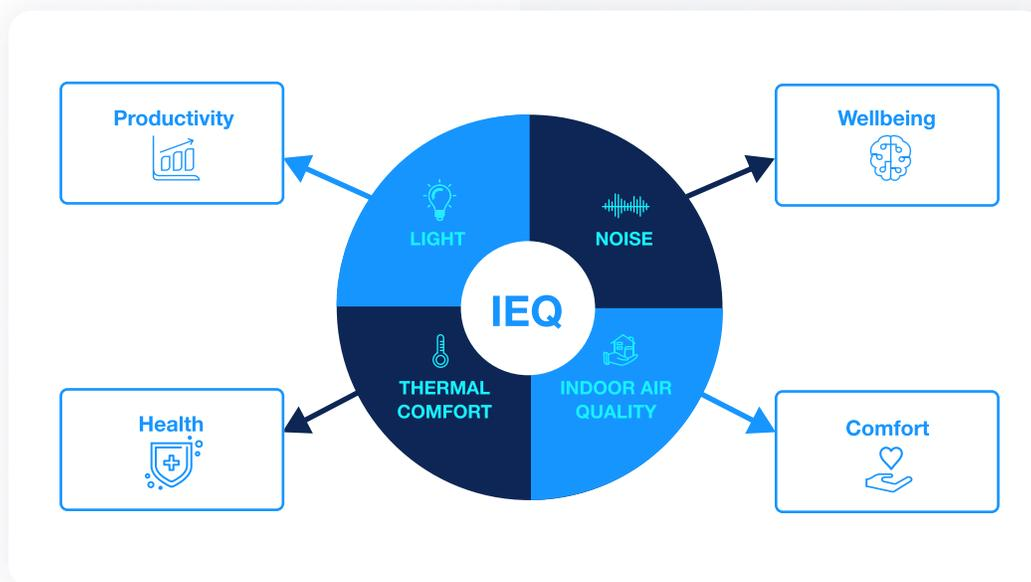 Productivity
Wellbeing
LIGHT
NOISE
IEQ
THERMAL
COMFORT
INDOOR AIR
QUALITY
Health
Comfort